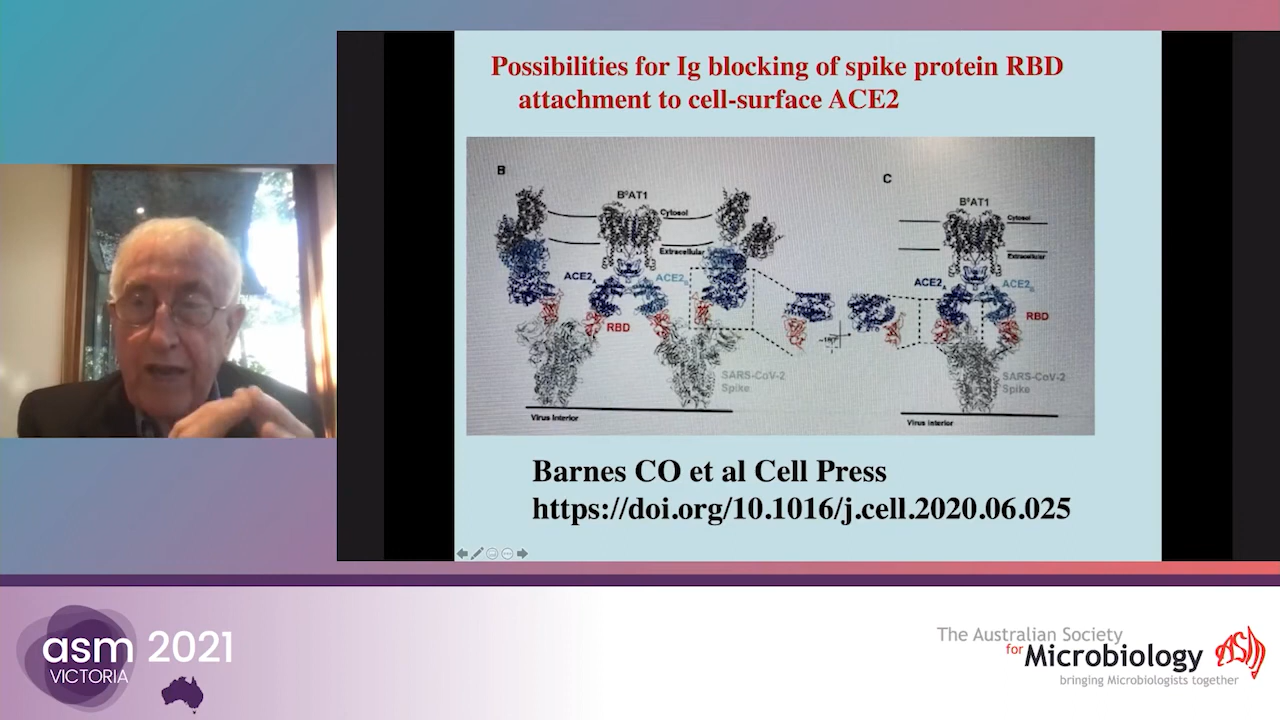 Possibilities for Ig blocking of spike protein RBD
attachment to cell-surface ACE2
B
B⁰AT1
Cytosol
Extracellular
ACE2
ACE2
RBD
SARS-CoV-2
Spike
Virus Interior
C
B⁰AT1
Cytosol
Extracellular
ACE2
ACE2
RBD
SARS-CoV-2
Spike
Virus Interior
Barnes CO et al Cell Press
https://doi.org/10.1016/j.cell.2020.06.025
asm 2021
VICTORIA
The Australian Society
for Microbiology
bringing Microbiologists together